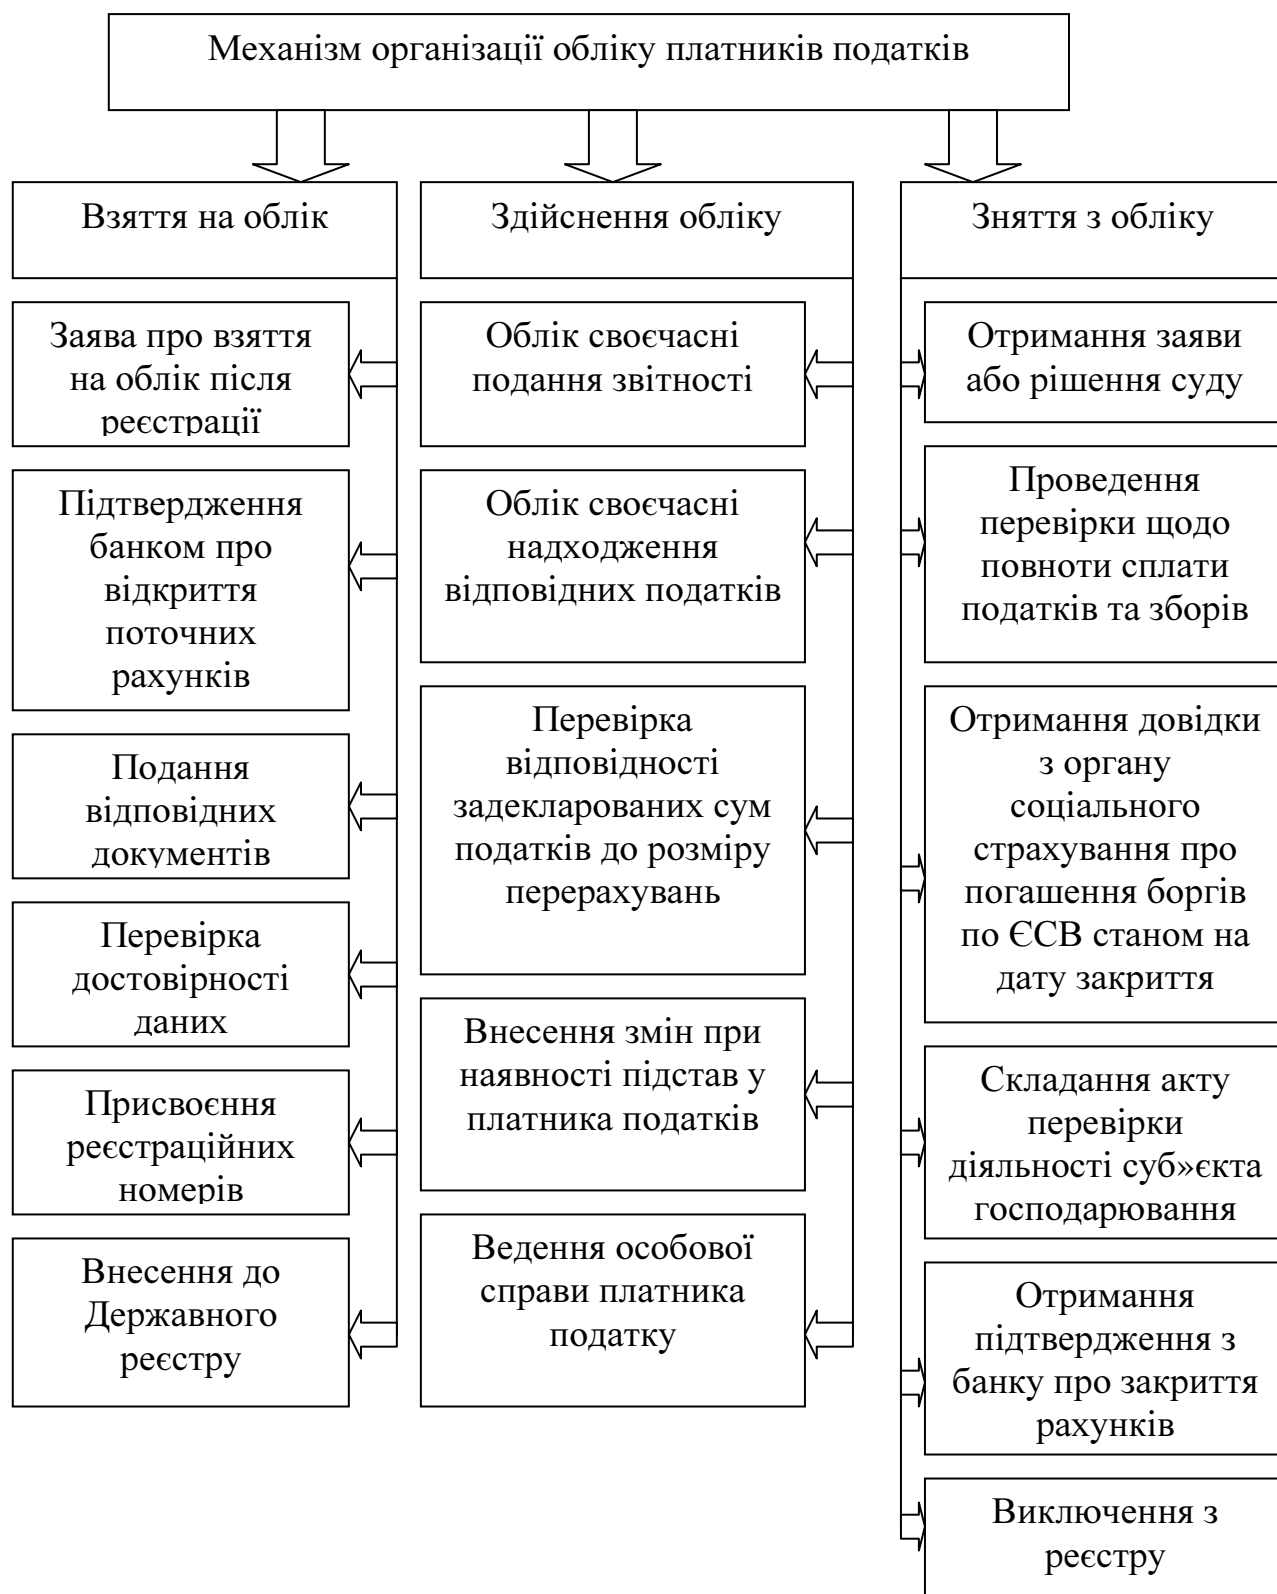 Механізм організації обліку платників податків
Взяття на облік
Заява про взяття
на облік після
реєстрації
Підтвердження
банком про
відкриття
поточних
рахунків
Подання
відповідних
документів
Перевірка
достовірності
даних
Присвоєння
реєстраційних
номерів
Внесення до
Державного
реєстру
Здійснення обліку
Облік своєчасні
подання звітності
Облік своєчасні
надходження
відповідних податків
Перевірка
відповідності
задекларованих сум
податків до розміру
перерахувань
Внесення змін при
наявності підстав у
платника податків
Ведення особової
справи платника
податку
Зняття з обліку
Отримання заяви
або рішення суду
Проведення
перевірки щодо
повноти сплати
податків та зборів
Отримання довідки
з органу
соціального
страхування про
погашення боргів
по ЄСВ станом на
дату закриття
Складання акту
перевірки
діяльності суб»єкта
господарювання
Отримання
підтвердження з
банку про закриття
рахунків
Виключення з
реєстру